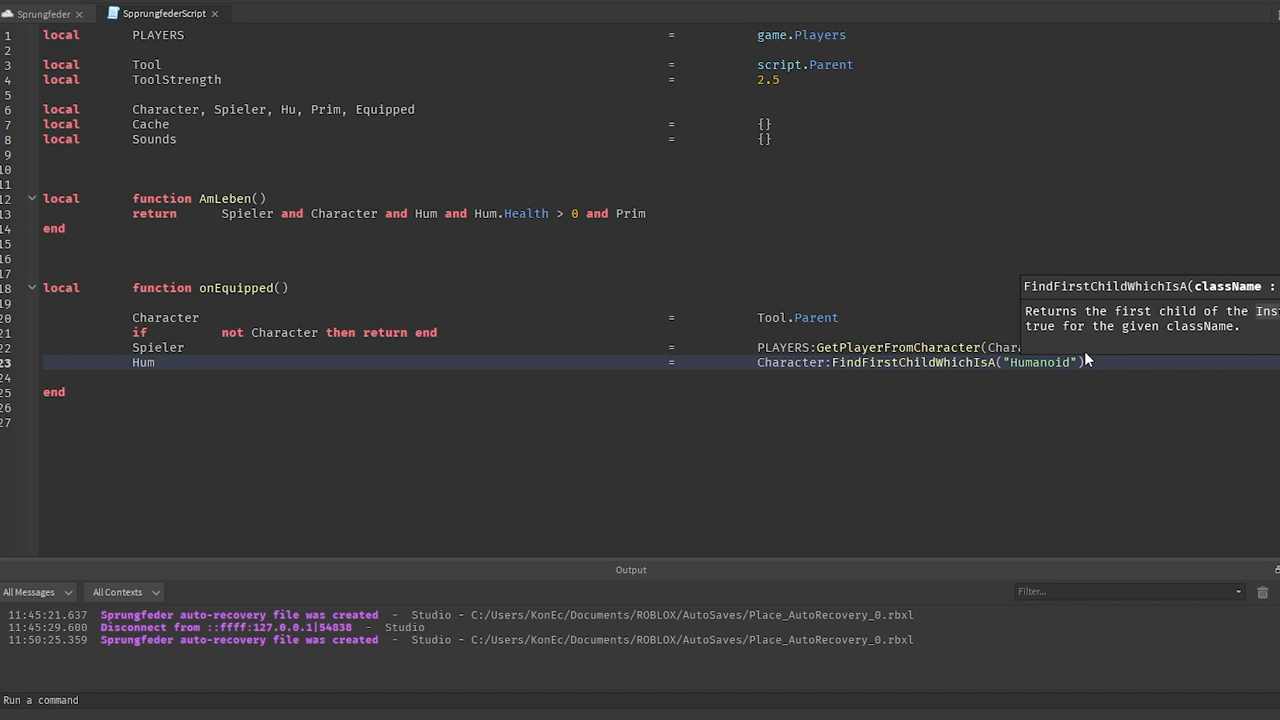 Sprungfeder SpprungfederScript
1 local PLAYERS = game.Players
2
3 local Tool = script.Parent
4 local ToolStrength = 2.5
5
6 local Character, Spieler, Hu, Prim, Equipped
7 local Cache = {}
8 local Sounds = {}
9
10
11
12 local function AmLeben()
13 return Spieler and Character and Hum and Hum.Health > 0 and Prim
14 end
15
16
17
18 local function onEquipped()
19
20 Character = Tool.Parent
21 if not Character then return end
22 Spieler = PLAYERS:GetPlayerFromCharacter(Chara
23 Hum = Character:FindFirstChildWhichIsA("Humanoid")
24
25 end
26
27
FindFirstChildWhichIsA(className :
Returns the first child of the Ins
true for the given className.
Output
All Messages All Contexts Filter...
11:45:21.637 Sprungfeder auto-recovery file was created - Studio - C:/Users/KonEc/Documents/ROBLOX/AutoSaves/Place_AutoRecovery_0.rbxl
11:45:29.600 Disconnect from ::ffff:127.0.0.1|54838 - Studio
11:50:25.359 Sprungfeder auto-recovery file was created - Studio - C:/Users/KonEc/Documents/ROBLOX/AutoSaves/Place_AutoRecovery_0.rbxl
Run a command